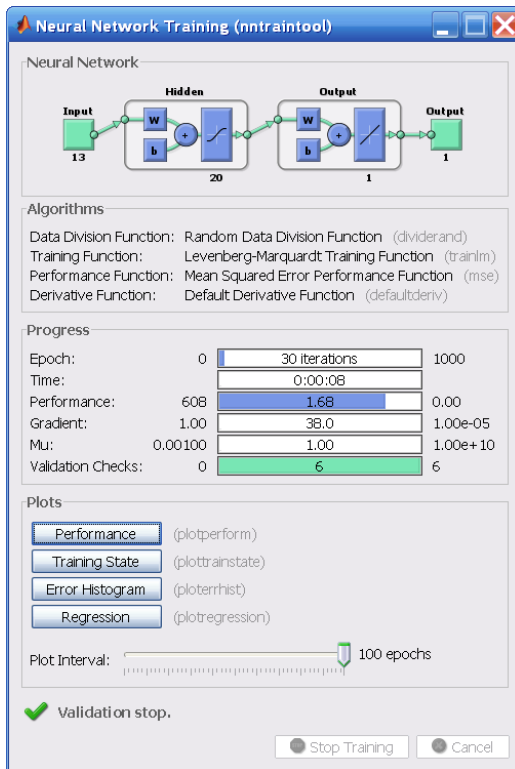 Neural Network Training (nntraintool)
Neural Network
Hidden Output
Input Output
W W
b b
+ +
13 20 1 1
Algorithms
Data Division Function: Random Data Division Function (dividerand)
Training Function: Levenberg-Marquardt Training Function (trainlm)
Performance Function: Mean Squared Error Performance Function (mse)
Derivative Function: Default Derivative Function (defaultderiv)
Progress
Epoch: 0 30 iterations 1000
Time: 0:00:08
Performance: 608 1.68 0.00
Gradient: 1.00 38.0 1.00e-05
Mu: 0.00100 1.00 1.00e+10
Validation Checks: 0 6 6
Plots
Performance (plotperform)
Training State (plottrainstate)
Error Histogram (ploterrhist)
Regression (plotregression)
Plot Interval: 100 epochs
Validation stop.
Stop Training Cancel